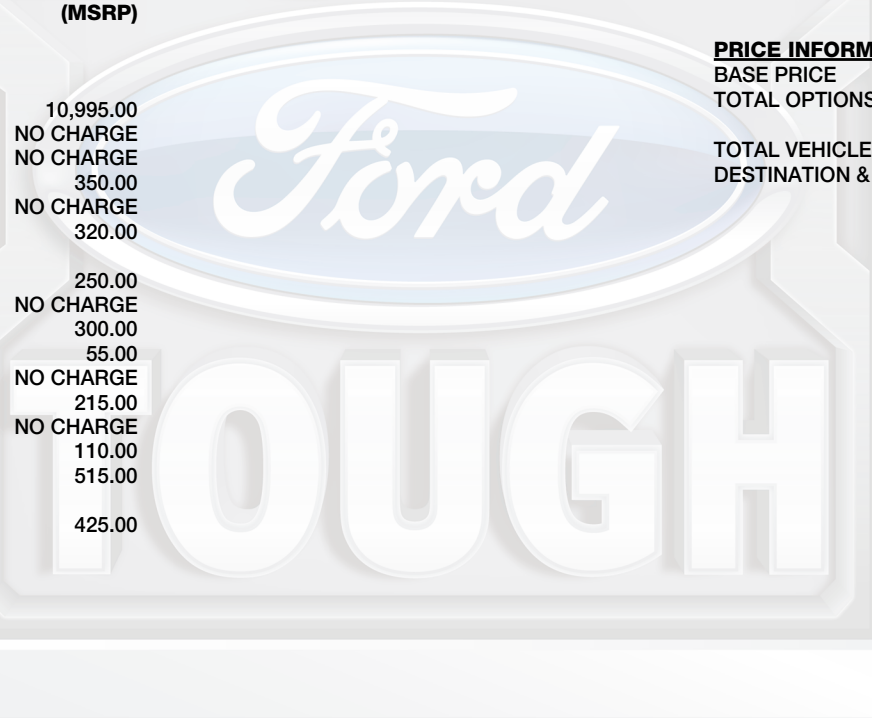 (MSRP)
10,995.00
NO CHARGE
NO CHARGE
350.00
NO CHARGE
320.00
250.00
NO CHARGE
300.00
55.00
NO CHARGE
215.00
NO CHARGE
110.00
515.00
425.00
PRICE INFORM
BASE PRICE
TOTAL OPTIONS
TOTAL VEHICLE
DESTINATION &
Ford
TOUGH